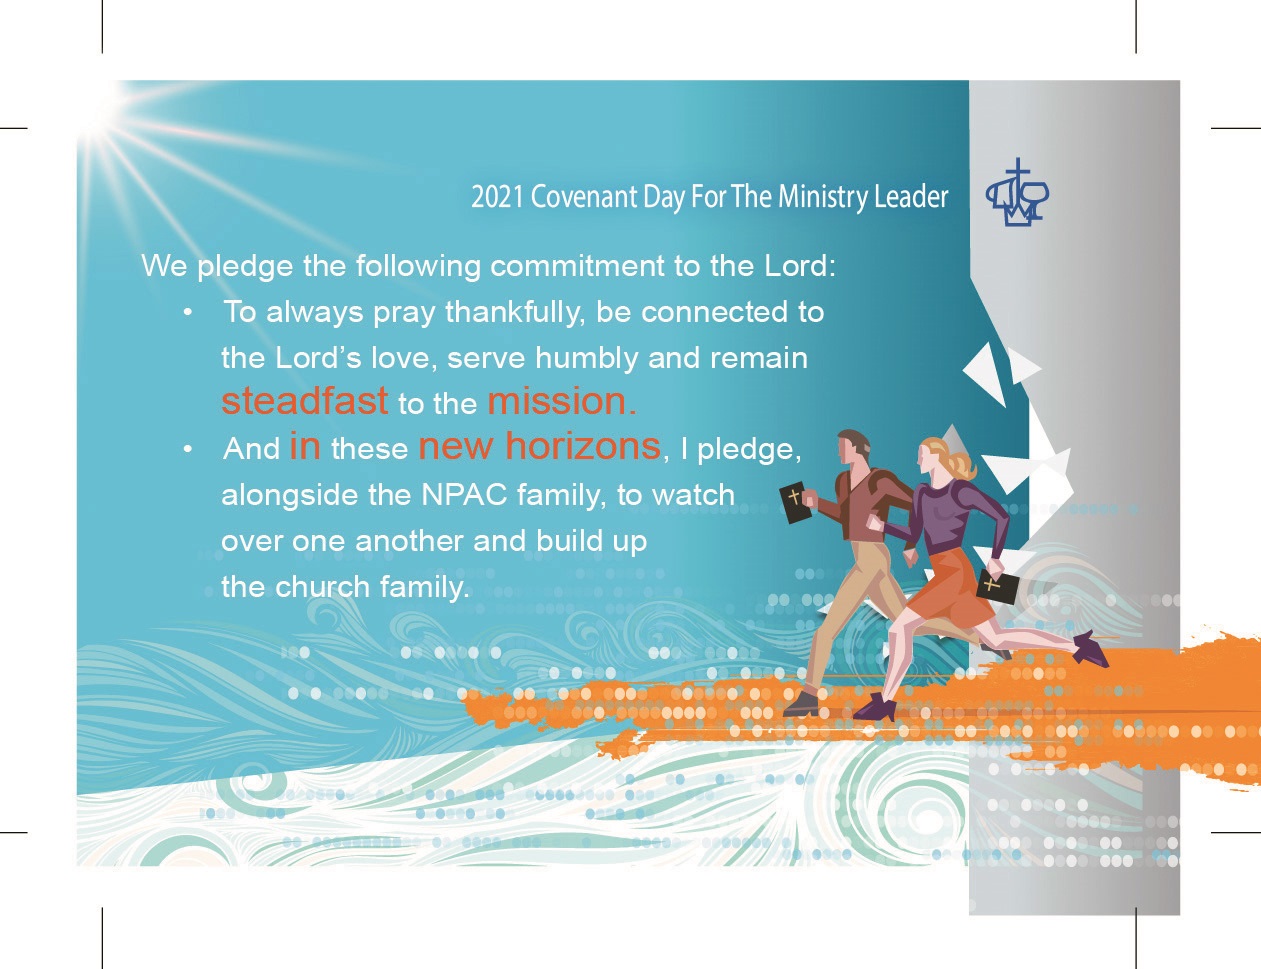 2021 Covenant Day For The Ministry Leader
We pledge the following commitment to the Lord:
• To always pray thankfully, be connected to
the Lord’s love, serve humbly and remain
steadfast to the mission.
• And in these new horizons, I pledge,
alongside the NPAC family, to watch
over one another and build up
the church family.